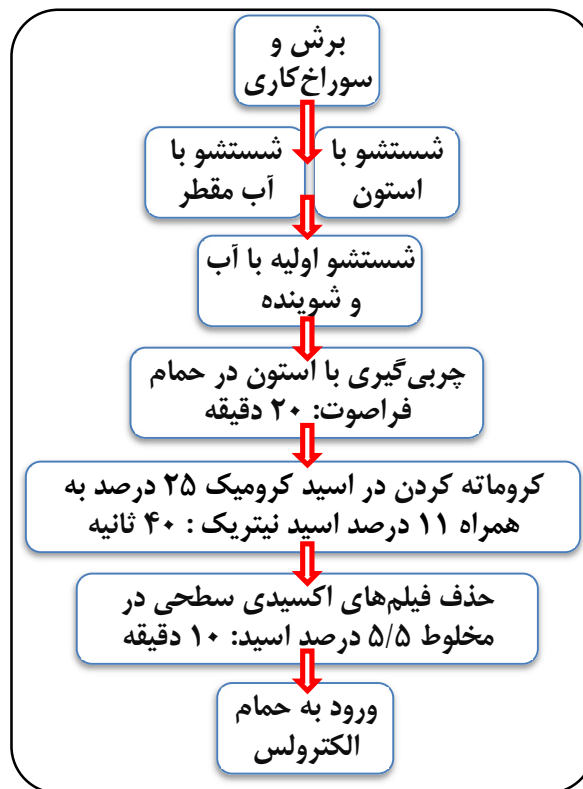 برش و
سوراخ‌کاری
شستشو با
استون
شستشو با
آب مقطر
شستشو اولیه با آب
و شوینده
چربی‌گیری با استون در حمام
فراصوت: ۲۰ دقیقه
کروماته کردن در اسید کرومیک ۲۵ درصد به
همراه ۱۱ درصد اسید نیتریک : ۴۰ ثانیه
حذف فیلم‌های اکسیدی سطحی در
مخلوط ۵/۵ درصد اسید: ۱۰ دقیقه
ورود به حمام
الکترولس